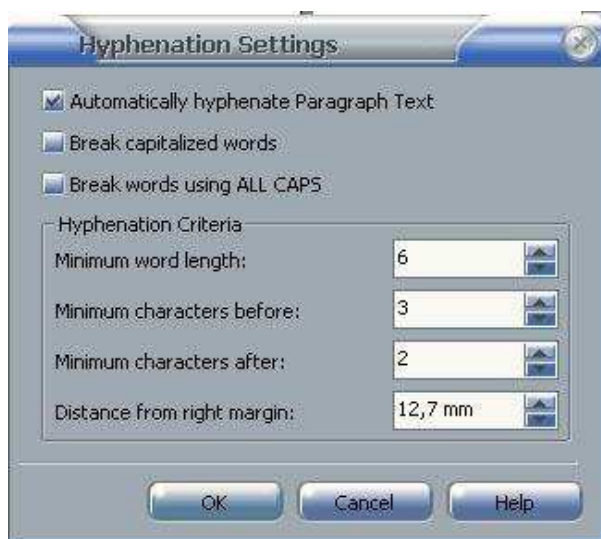 Hyphenation Settings
Automatically hyphenate Paragraph Text
Break capitalized words
Break words using ALL CAPS
Hyphenation Criteria
Minimum word length: 6
Minimum characters before: 3
Minimum characters after: 2
Distance from right margin: 12,7 mm
OK Cancel Help